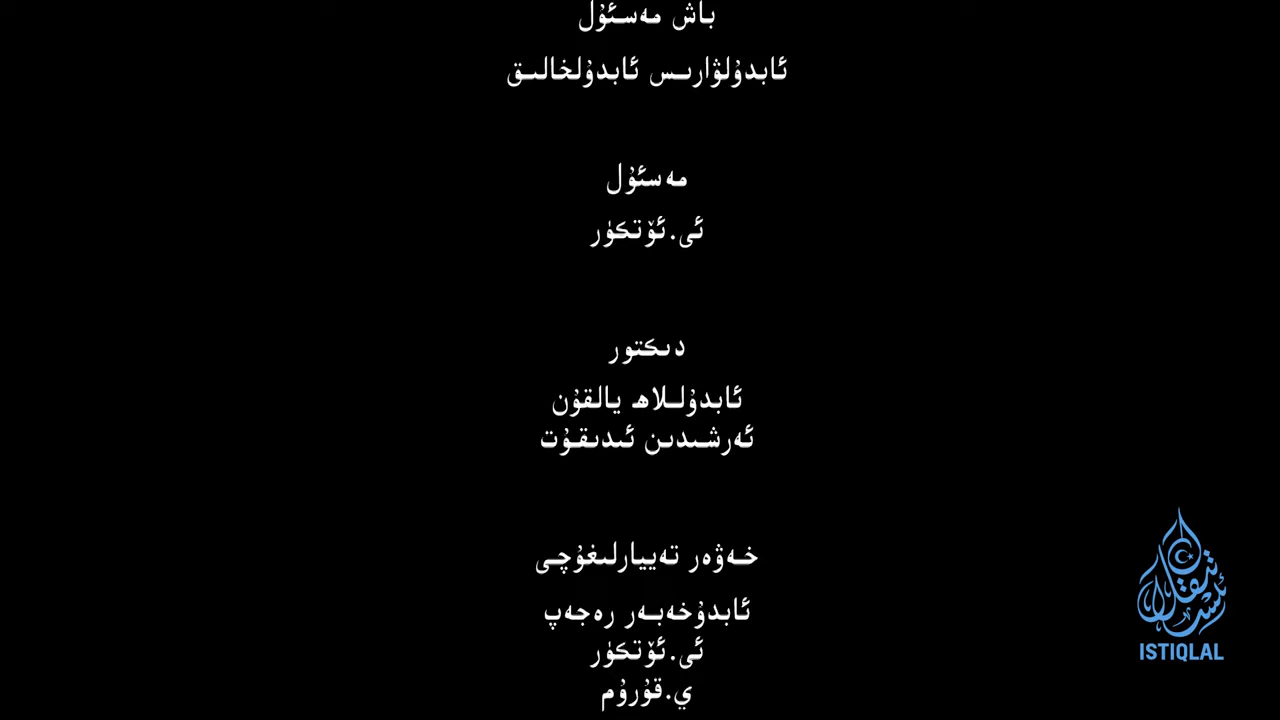 باش مەسئۇل
ئابدۇلۋارىس ئابدۇلخالىق
مەسئۇل
ئى.ئۆتكۈر
دىكتور
ئابدۇللاھ يالقۇن
ئەرشىدىن ئىدىقۇت
خەۋەر تەييارلىغۇچى
ئابدۇخەبەر رەجەپ
ئى.ئۆتكۈر
ي.قۇرۇم
ئىستىقلال
ISTIQLAL